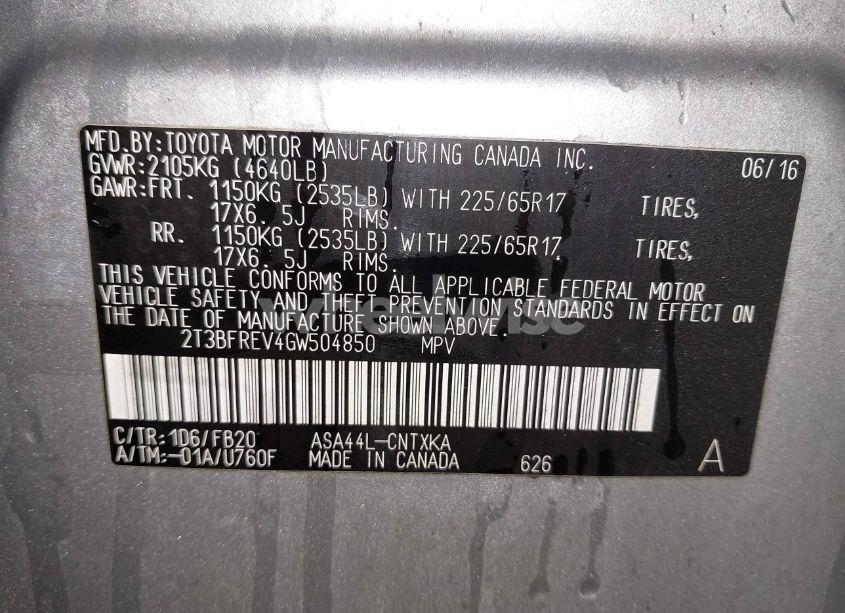 MFD.BY:TOYOTA MOTOR MANUFACTURING CANADA INC. 06/16
GVWR:2105KG (4640LB)
GAWR:FRT. 1150KG (2535LB) WITH 225/65R17 TIRES,
17X6. 5J RIMS.
RR. 1150KG (2535LB) WITH 225/65R17 TIRES,
17X6. 5J RIMS.
THIS VEHICLE CONFORMS TO ALL APPLICABLE FEDERAL MOTOR
VEHICLE SAFETY AND THEFT PREVENTION STANDARDS IN EFFECT ON
THE DATE OF MANUFACTURE SHOWN ABOVE.
2T3BFREV4GW504850 MPV
C/TR:1D6/FB20 ASA44L-CNTXKA
A/TM:-01A/U760F MADE IN CANADA 626 A